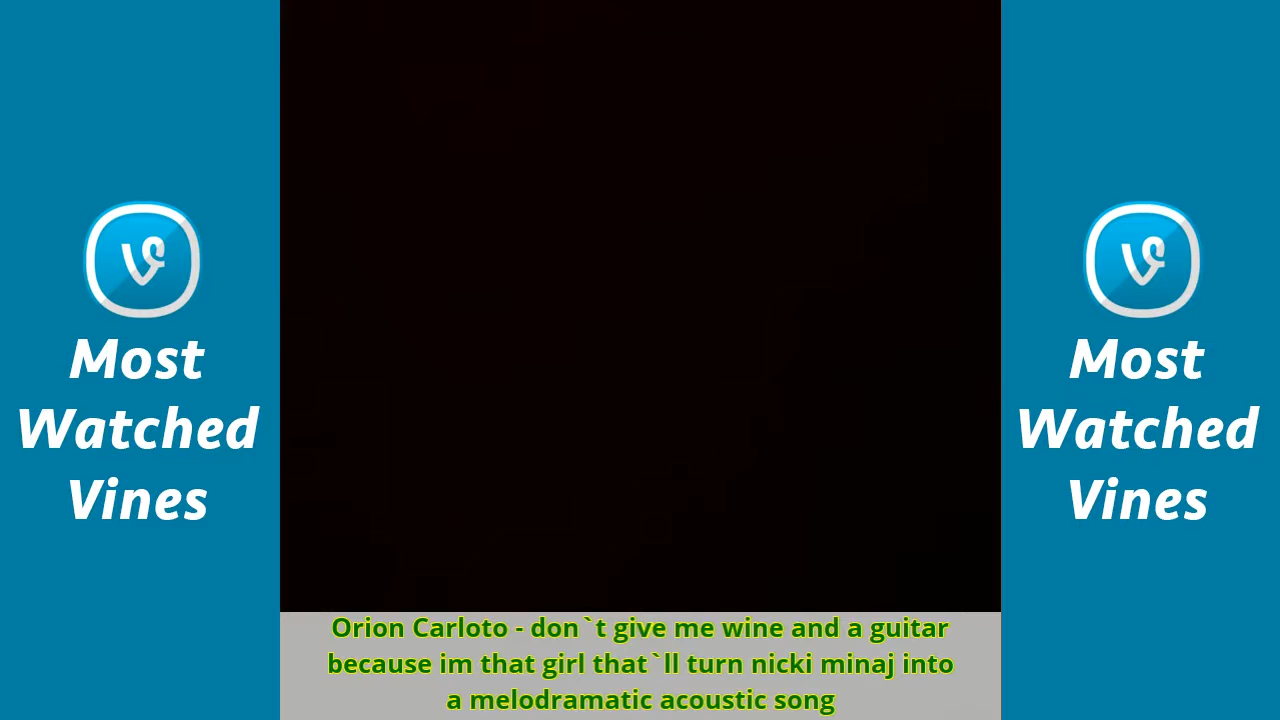 Most
Watched
Vines
Most
Watched
Vines
Orion Carloto - don`t give me wine and a guitar
because im that girl that`ll turn nicki minaj into
a melodramatic acoustic song